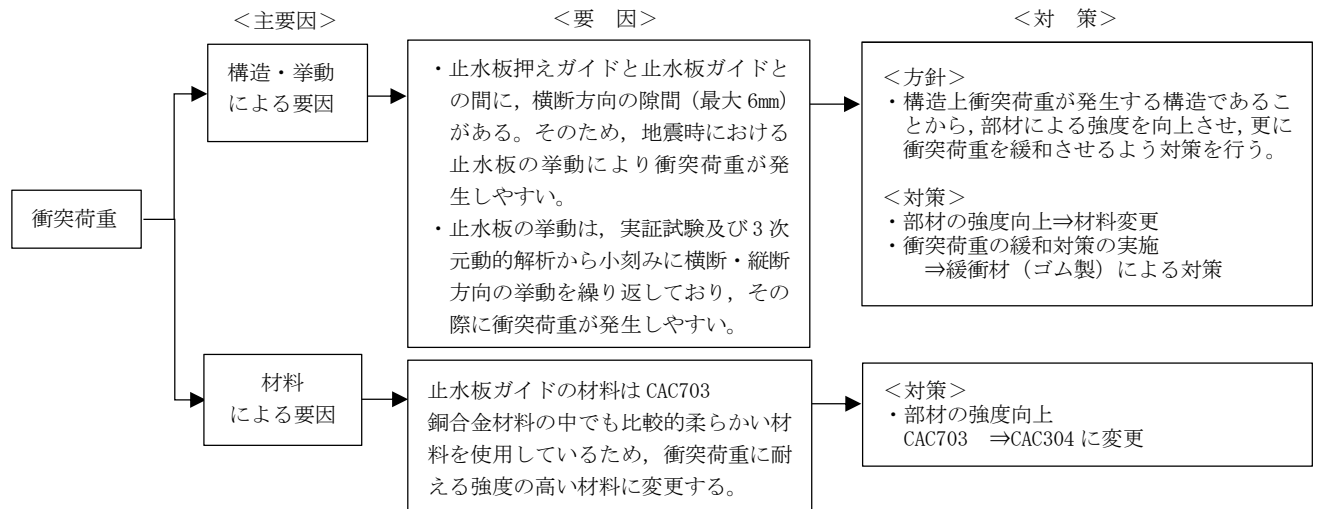 ＜主要因＞
＜要　因＞
＜対　策＞
衝突荷重
構造・挙動
による要因
・止水板押えガイドと止水板ガイドと
の間に，横断方向の隙間（最大 6mm）
がある。そのため，地震時における
止水板の挙動により衝突荷重が発
生しやすい。
・止水板の挙動は，実証試験及び 3 次
元動的解析から小刻みに横断・縦断
方向の挙動を繰り返しており，その
際に衝突荷重が発生しやすい。
＜方針＞
・構造上衝突荷重が発生する構造であるこ
とから，部材による強度を向上させ，更に
衝突荷重を緩和させるよう対策を行う。
＜対策＞
・部材の強度向上⇒材料変更
・衝突荷重の緩和対策の実施
⇒緩衝材（ゴム製）による対策
材料
による要因
止水板ガイドの材料は CAC703
銅合金材料の中でも比較的柔らかい材
料を使用しているため，衝突荷重に耐
える強度の高い材料に変更する。
＜対策＞
・部材の強度向上
CAC703　⇒CAC304 に変更